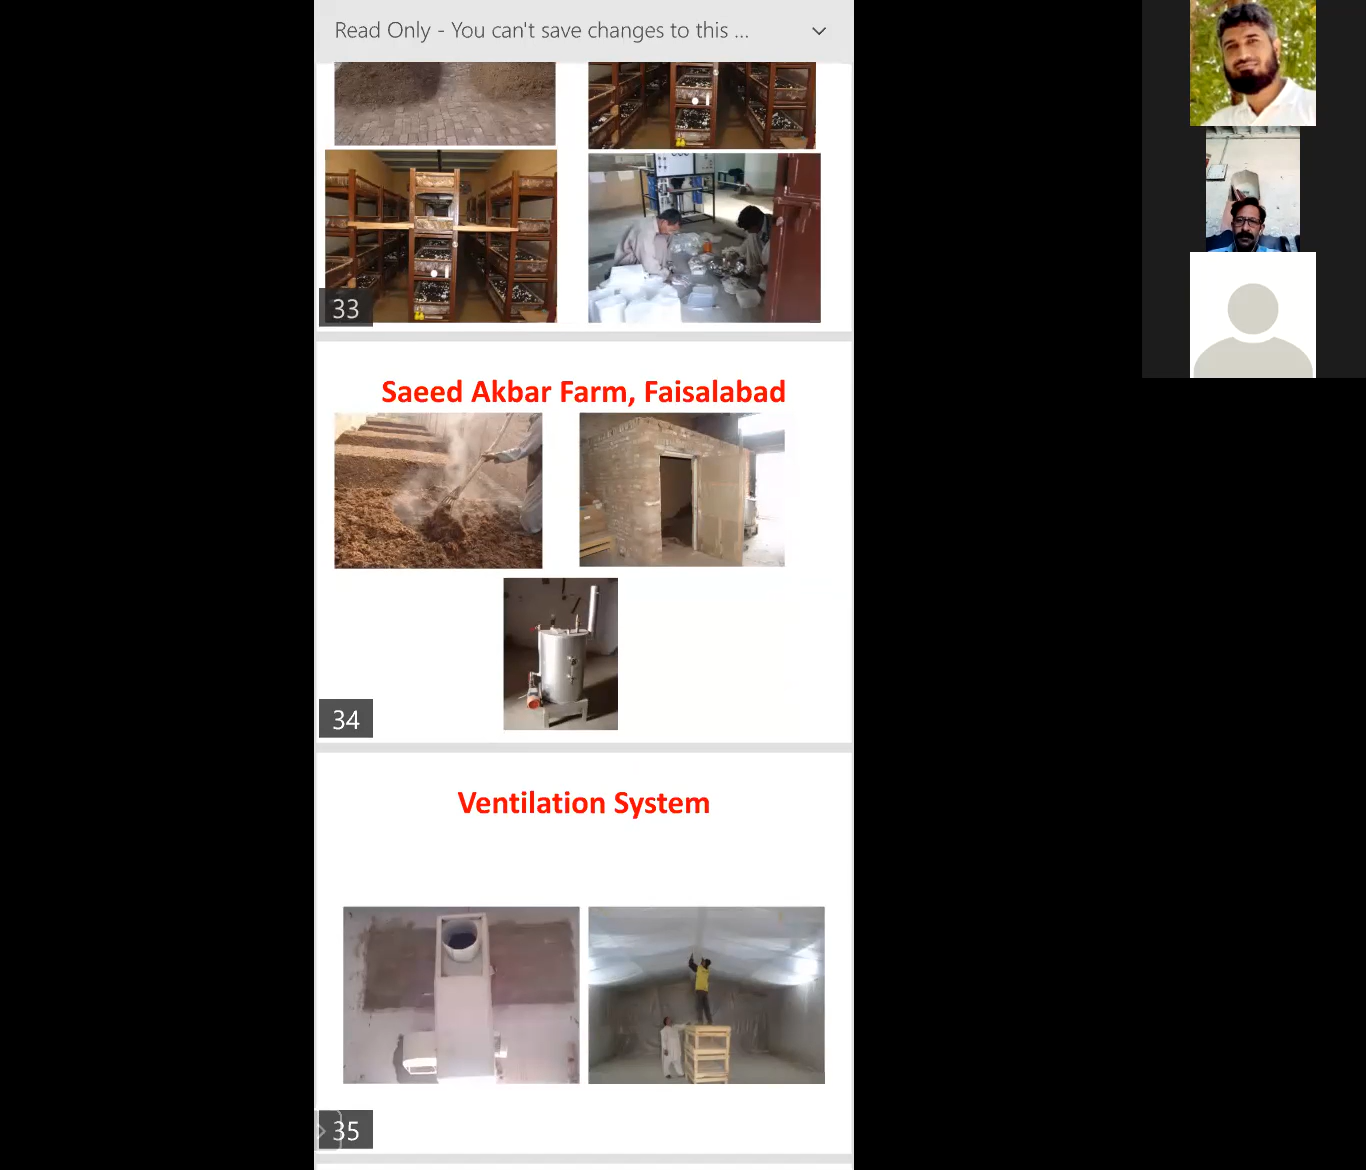 Read Only - You can't save changes to this ...
33
Saeed Akbar Farm, Faisalabad
34
Ventilation System
35